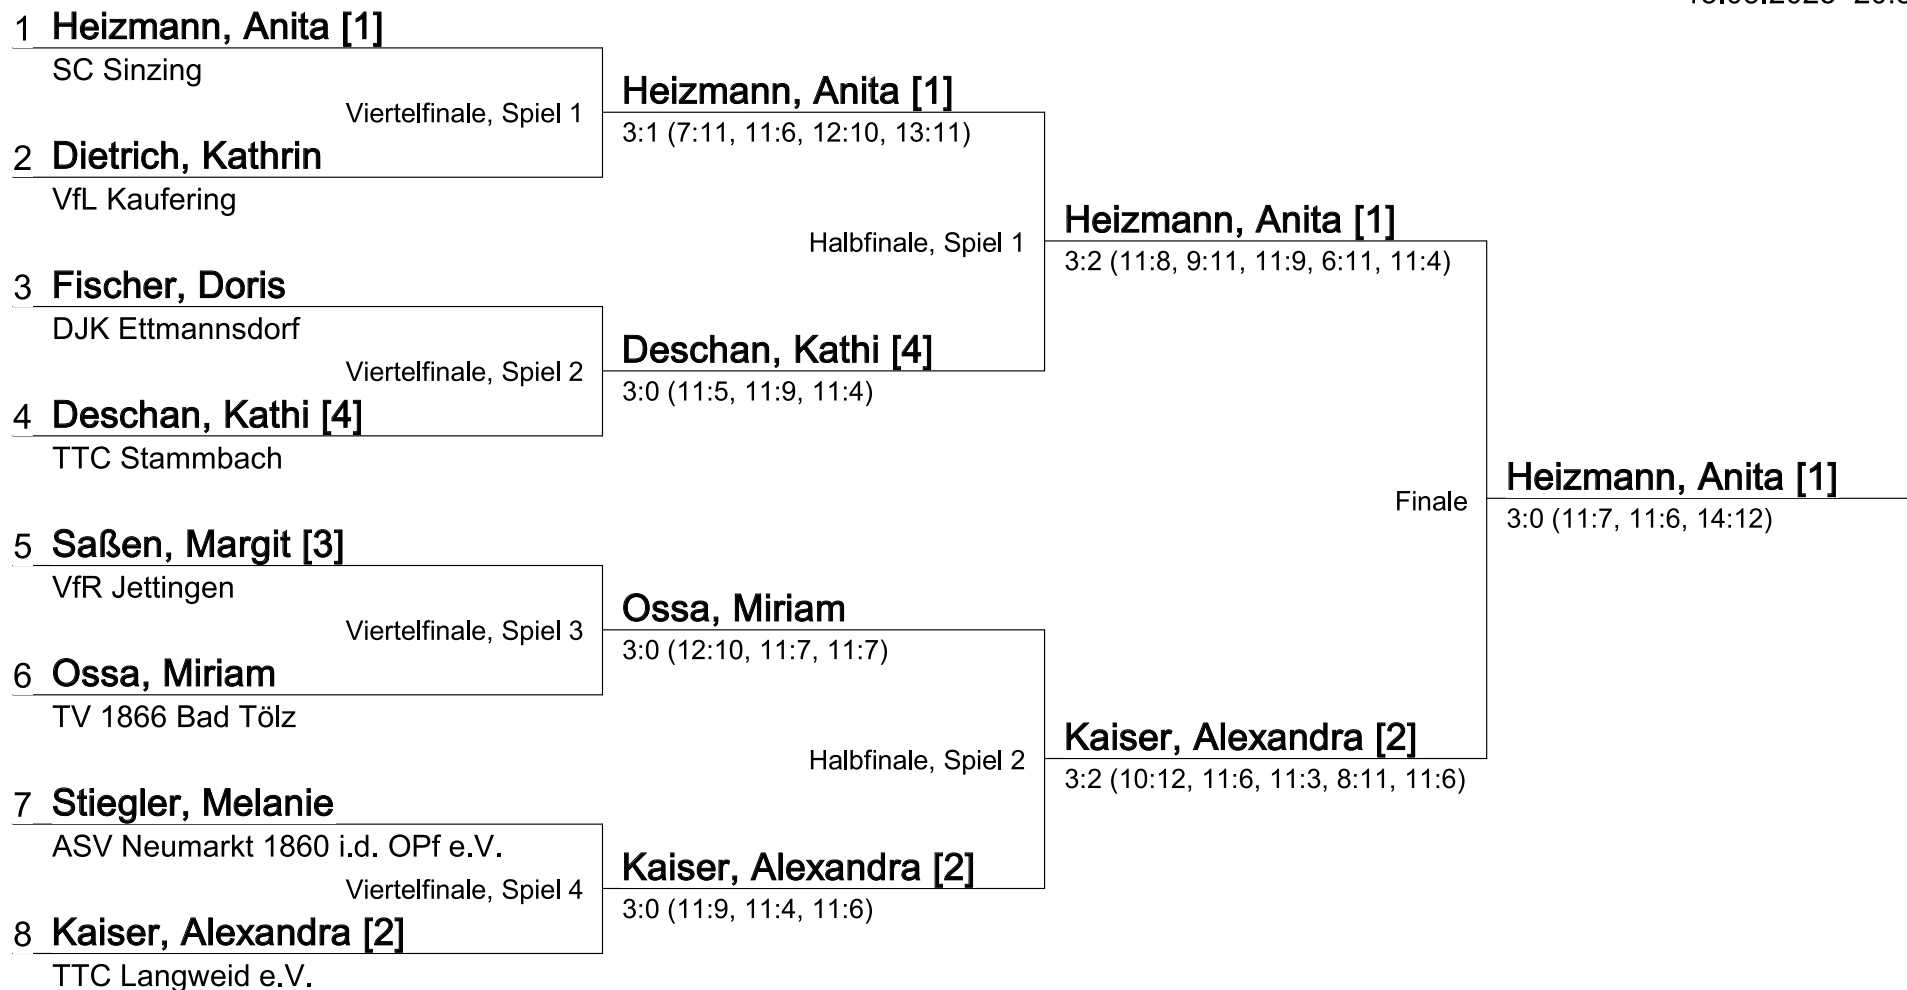 1 Heizmann, Anita [1]
SC Sinzing
Viertelfinale, Spiel 1
Heizmann, Anita [1]
3:1 (7:11, 11:6, 12:10, 13:11)
2 Dietrich, Kathrin
VfL Kaufering
Halbfinale, Spiel 1
Heizmann, Anita [1]
3:2 (11:8, 9:11, 11:9, 6:11, 11:4)
3 Fischer, Doris
DJK Ettmannsdorf
Viertelfinale, Spiel 2
Deschan, Kathi [4]
3:0 (11:5, 11:9, 11:4)
4 Deschan, Kathi [4]
TTC Stammbach
Finale
Heizmann, Anita [1]
3:0 (11:7, 11:6, 14:12)
5 Saßen, Margit [3]
VfR Jettingen
Viertelfinale, Spiel 3
Ossa, Miriam
3:0 (12:10, 11:7, 11:7)
6 Ossa, Miriam
TV 1866 Bad Tölz
Halbfinale, Spiel 2
Kaiser, Alexandra [2]
3:2 (10:12, 11:6, 11:3, 8:11, 11:6)
7 Stiegler, Melanie
ASV Neumarkt 1860 i.d. OPf e.V.
Viertelfinale, Spiel 4
Kaiser, Alexandra [2]
3:0 (11:9, 11:4, 11:6)
8 Kaiser, Alexandra [2]
TTC Langweid e.V.